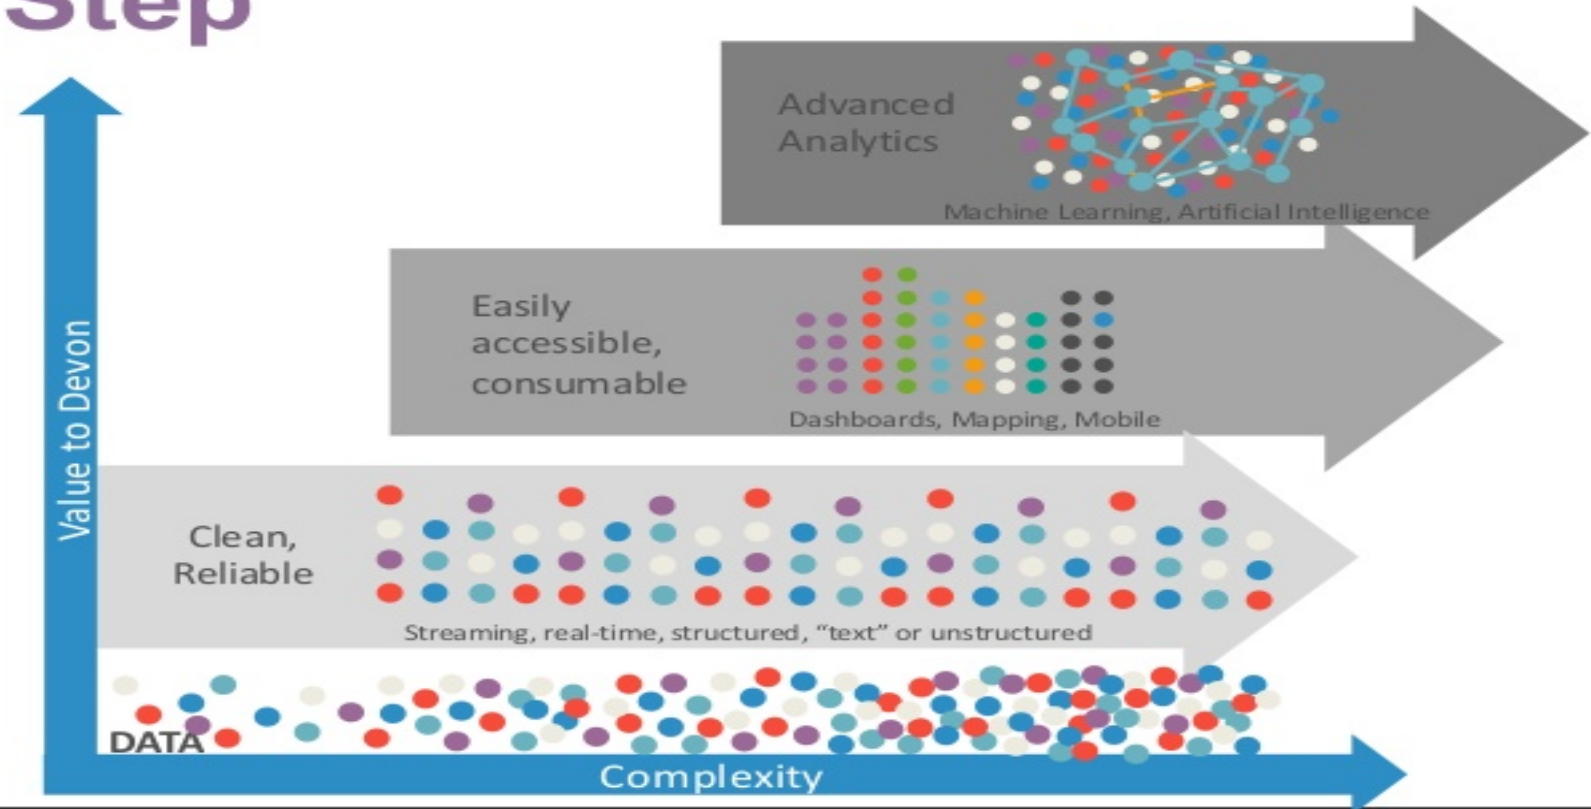 Step
Advanced
Analytics
Machine Learning, Artificial Intelligence
Easily
accessible,
consumable
Dashboards, Mapping, Mobile
Value to Devon
Clean,
Reliable
Streaming, real-time, structured, “text” or unstructured
DATA
Complexity